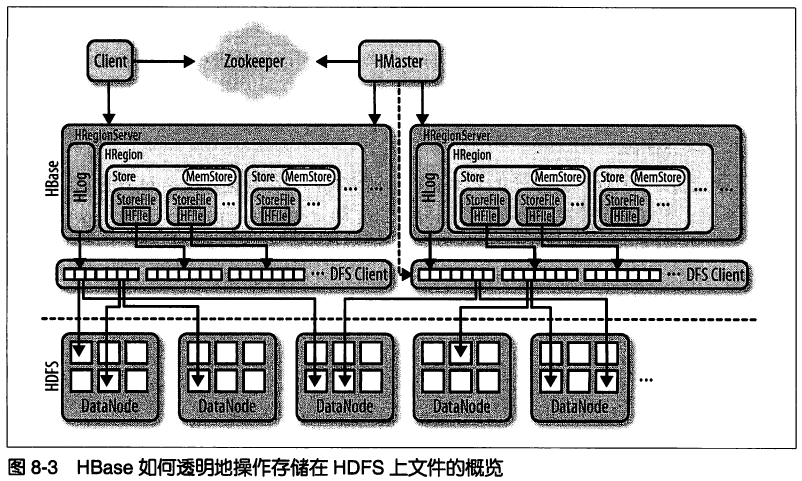 Client
Zookeeper
HMaster
HBase
HRegionServer
HLog
HRegion
Store
MemStore
StoreFile
HFile
StoreFile
HFile
...
Store
MemStore
StoreFile
HFile
...
...
...
HRegionServer
HLog
HRegion
Store
MemStore
StoreFile
HFile
StoreFile
HFile
...
Store
MemStore
StoreFile
HFile
...
...
...
... DFS Client
... DFS Client
HDFS
DataNode
DataNode
DataNode
DataNode
DataNode
...
图 8-3 HBase 如何透明地操作存储在 HDFS 上文件的概览